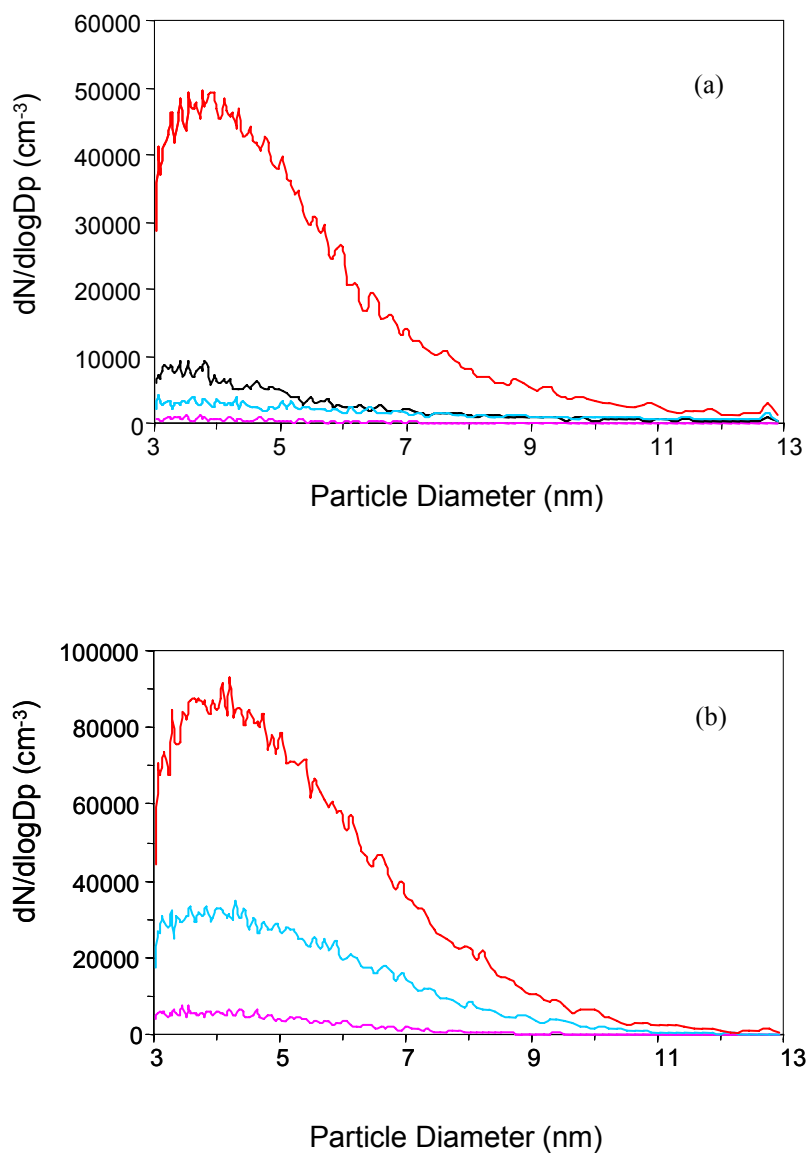 60000
50000
40000
30000
20000
10000
0
dN/dlogDp (cm-3)
(a)
3 5 7 9 11 13
Particle Diameter (nm)
100000
80000
60000
40000
20000
0
dN/dlogDp (cm-3)
(b)
3 5 7 9 11 13
Particle Diameter (nm)